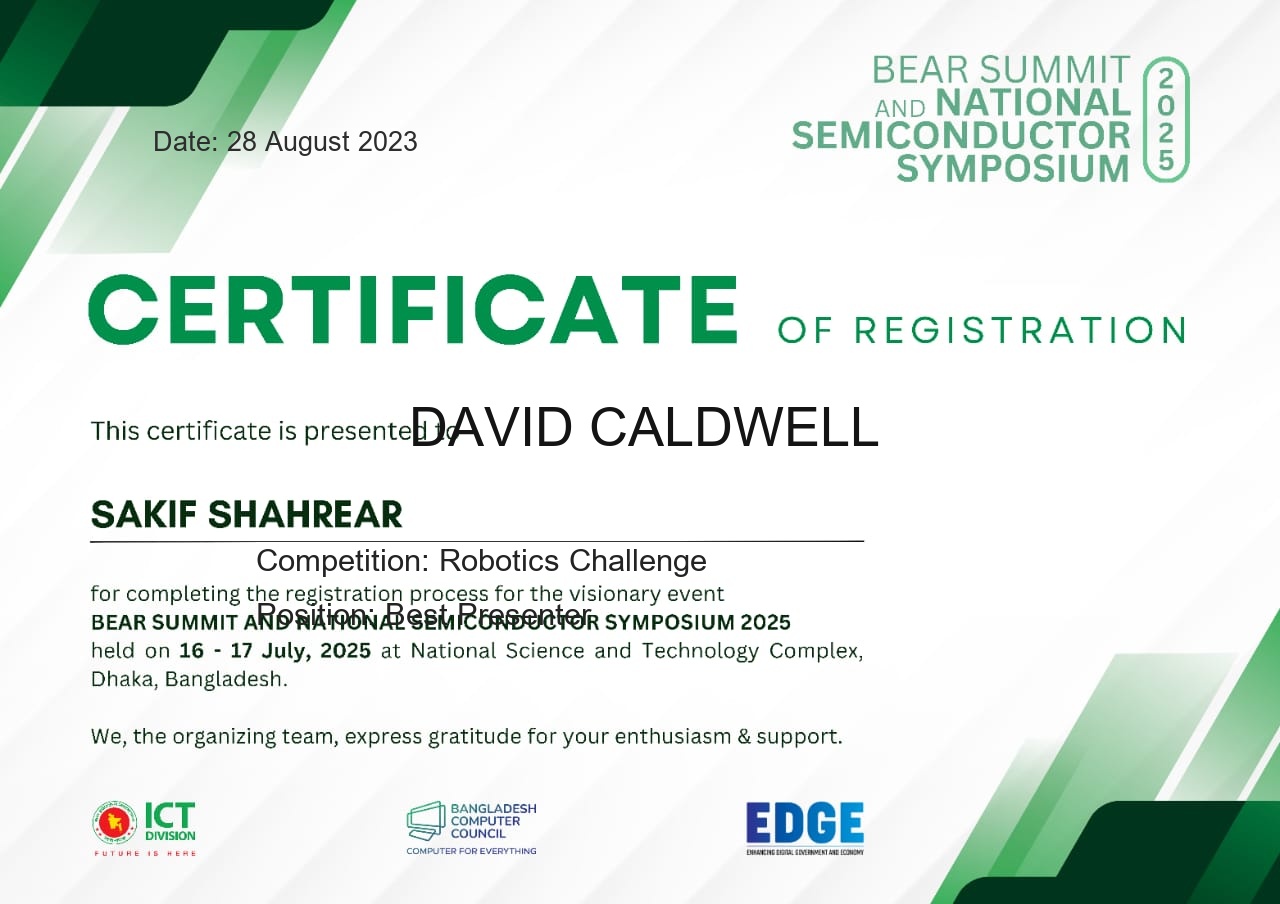 BEAR SUMMIT
AND NATIONAL
SEMICONDUCTOR
SYMPOSIUM
2025
Date: 28 August 2023
CERTIFICATE OF REGISTRATION
This certificate is presented to
DAVID CALDWELL
SAKIF SHAHREAR
Competition: Robotics Challenge
for completing the registration process for the visionary event
Position: Best Presenter
BEAR SUMMIT AND NATIONAL SEMICONDUCTOR SYMPOSIUM 2025
held on 16 - 17 July, 2025 at National Science and Technology Complex,
Dhaka, Bangladesh.
We, the organizing team, express gratitude for your enthusiasm & support.
ICT
DIVISION
FUTURE IS HERE
BANGLADESH
COMPUTER
COUNCIL
COMPUTER FOR EVERYTHING
EDGE
ENHANCING DIGITAL GOVERNMENT AND ECONOMY